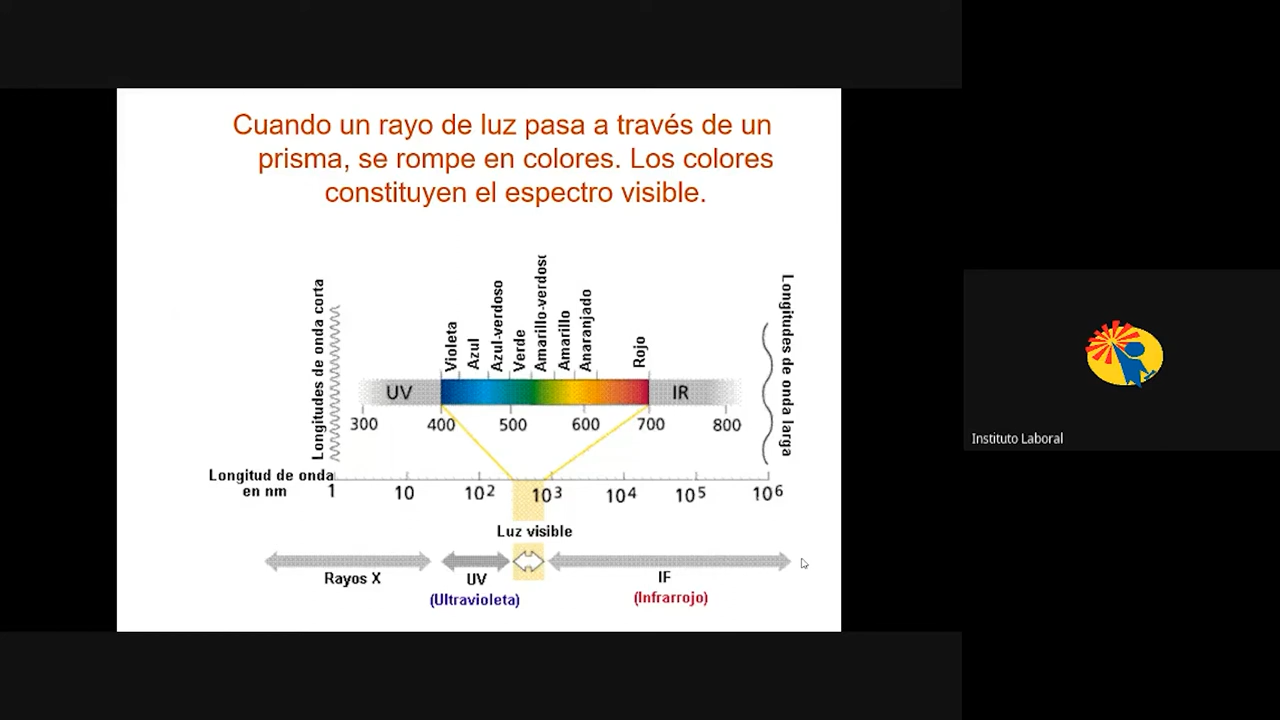 Cuando un rayo de luz pasa a través de un
prisma, se rompe en colores. Los colores
constituyen el espectro visible.
Longitudes de onda corta
Violeta
Azul
Azul-verdoso
Verde
Amarillo-verdoso
Amarillo
Anaranjado
Rojo
Longitudes de onda larga
UV
IR
300 400 500 600 700 800
Longitud de onda
en nm
1 10 10² 10³ 10⁴ 10⁵ 10⁶
Luz visible
Rayos X
UV
(Ultravioleta)
IF
(Infrarrojo)
Instituto Laboral